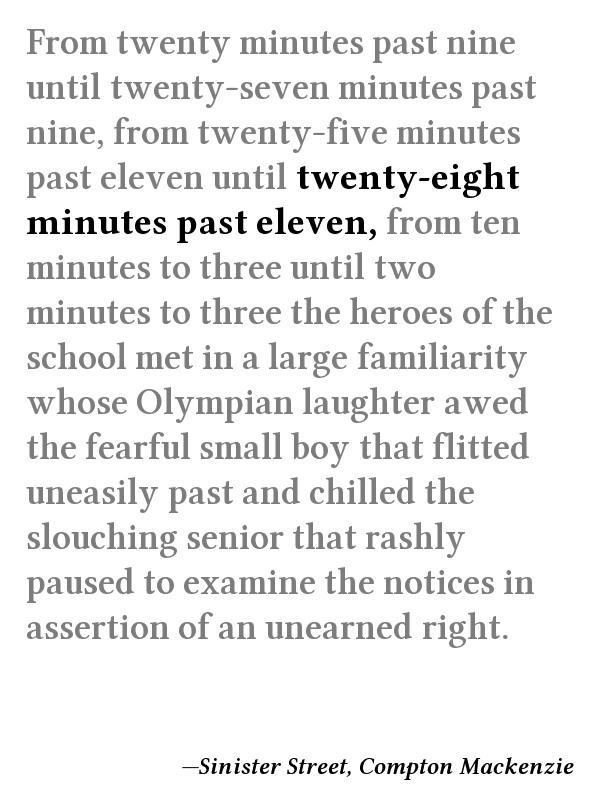 From twenty minutes past nine
until twenty-seven minutes past
nine, from twenty-five minutes
past eleven until twenty-eight
minutes past eleven, from ten
minutes to three until two
minutes to three the heroes of the
school met in a large familiarity
whose Olympian laughter awed
the fearful small boy that flitted
uneasily past and chilled the
slouching senior that rashly
paused to examine the notices in
assertion of an unearned right.
—Sinister Street, Compton Mackenzie